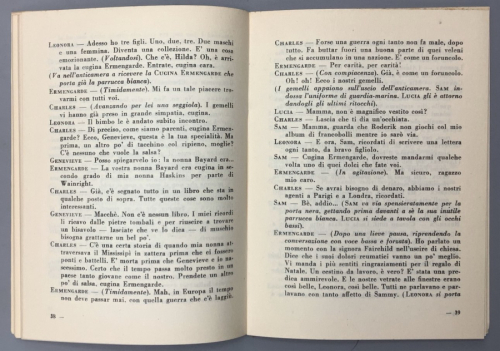 LEONORA — Adesso ho tre figli. Uno, due, tre. Due maschi
e una femmina. Diventa una collezione. E' una cosa
emozionante. (Voltandosi). Che c'è, Hilda? Oh, è arri-
vata la cugina Ermengarde. Entrate, cugina cara.
(Va nell'anticamera a ricevere la CUGINA ERMENGARDE che
porta già la parrucca bianca).
ERMENGARDE — (Timidamente). Mi fa un tale piacere tras-
varmi con tutti voi.
CHARLES — (Avanzando per lei una seggiola). I gemelli
vi hanno già preso in grande simpatia, cugina.
LEONORA — Il bimbo le è andato subito incontro.
CHARLES — Di preciso, come siamo parenti, cugina Ermen-
garde? Ecco, Genevieve, questa è la tua specialità. Ma
prima, un altro po' di tacchino col ripieno, meglio?
C'è nessuno che vuole la salsa?
GENEVIEVE — Posso spiegarvelo io: la nonna Bayard era...
ERMENGARDE — La vostra nonna Bayard era cugina in se-
condo grado di mia nonna Haskins per parte di
Wainright.
CHARLES — Già, c'è segnato tutto in un libro che sta in
qualche posto di sopra. Tutte queste cose sono molto
interessanti.
GENEVIEVE — Macchè. Non c'è nessun libro. I miei ricordi
li ricavo dalle pietre tombali e per riuscire a trovare
un bisavolo — lasciate che ve lo dica — di muschio
bisogna grattarne un bel po'.
CHARLES — C'è una certa storia di quando mia nonna at-
traversava il Mississipi in zattera prima che ci fossero
ponti e battelli. E' morta prima che Genevieve e io na-
scessimo. Certo che il tempo passa molto presto in un
paese tanto giovane come il nostro. Prendete un altro
po' di salsa, cugina Ermengarde.
ERMENGARDE — (Timidamente). Mah, in Europa il tempo
non deve passare mai, con quella guerra che c'è laggiù.
38 —
CHARLES — Forse una guerra ogni tanto non fa male, dopo
tutto. Fa buttar fuori una buona parte di quei veleni
che si accumulano in una nazione. E' come un foruncolo.
ERMENGARDE — Per carità, per carità!
CHARLES — (Con compiacenza). Già, è come un foruncolo.
Oh! oh! Ecco i nostri gemelli.
(I gemelli appaiono sull'uscio dell'anticamera. SAM in-
dossa l'uniforme di guardia-marina. LUCIA gli è attorno
dandogli gli ultimi ritocchi).
LUCIA — Mamma, non è magnifico vestito così?
CHARLES — Lascia che ti dia un'occhiata.
SAM — Mamma, guarda che Roderik non giochi col mio
album di francobolli mentre io sarò via.
LEONORA — E ora, Sam, ricordati di scrivere una lettera
ogni tanto, da bravo figliolo.
SAM — Cugina Ermengarde, dovreste mandarmi qualche
volta uno di quei dolci che fate voi.
ERMENGARDE — (In agitazione). Ma sicuro, ragazzo
mio caro.
CHARLES — Se avrai bisogno di denaro, abbiamo i nostri
agenti a Parigi e a Londra, ricordati.
SAM — Bè, addio... (SAM va via spensieratamente per la
porta nera, gettando prima davanti a sè la sua inutile
parrucca bianca. LUCIA si siede a tavola con gli occhi
bassi).
ERMENGARDE — (Dopo una lieve pausa, riprendendo la
conversazione con voce bassa e forzata). Ho parlato un
momento con la signora Fairchild nell'uscire di chiesa.
Dice che i suoi dolori reumatici vanno un po' meglio.
Vi manda i più sentiti ringraziamenti per il regalo di
Natale. Un cestino da lavoro, è vero? E' stata una pre-
dica ammirevole. E le nostre vetrate alle finestre erano
così belle, Leonora, così belle. Tutti ne parlavano e par-
lavano con tanto affetto di Sammy. (LEONORA si porta
— 39